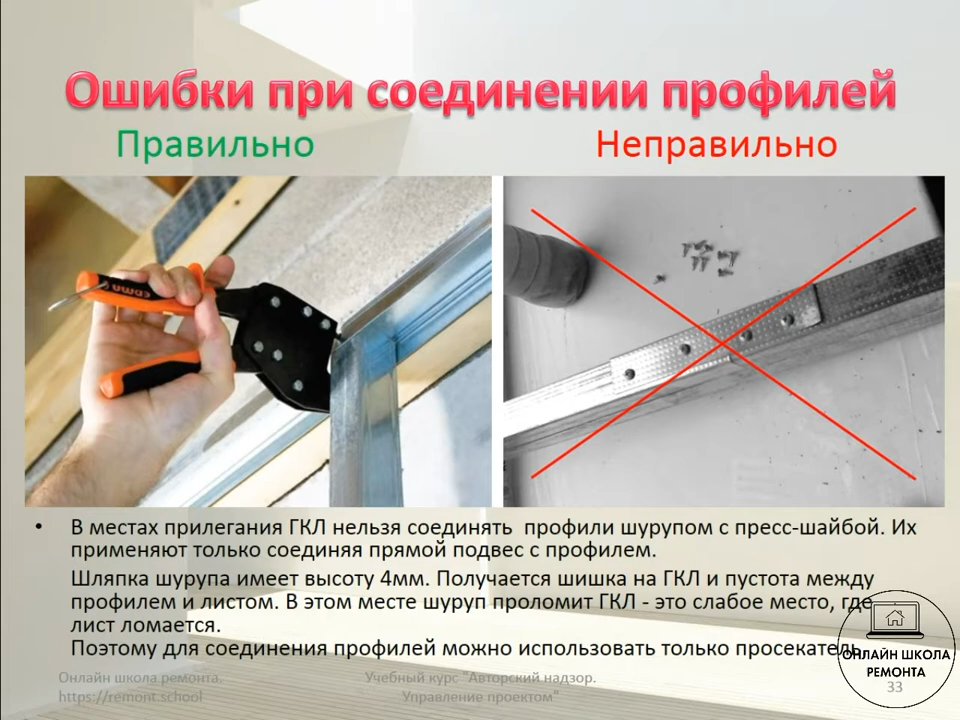 Ошибки при соединении профилей
Правильно
Неправильно
• В местах прилегания ГКЛ нельзя соединять профили шурупом с пресс-шайбой. Их
применяют только соединяя прямой подвес с профилем.
Шляпка шурупа имеет высоту 4мм. Получается шишка на ГКЛ и пустота между
профилем и листом. В этом месте шуруп проломит ГКЛ - это слабое место, где
лист ломается.
Поэтому для соединения профилей можно использовать только просекатель.
Онлайн школа ремонта.
https://remont.school
Учебный курс "Авторский надзор.
Управление проектом"
ОНЛАЙН ШКОЛА
РЕМОНТА
33